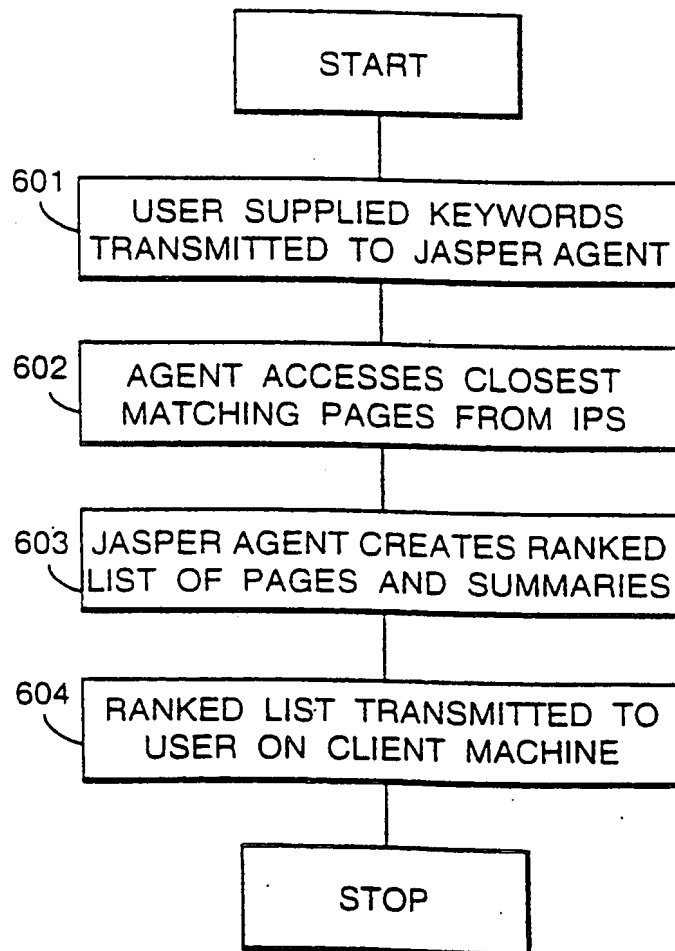 START
601
USER SUPPLIED KEYWORDS
TRANSMITTED TO JASPER AGENT
602
AGENT ACCESSES CLOSEST
MATCHING PAGES FROM IPS
603
JASPER AGENT CREATES RANKED
LIST OF PAGES AND SUMMARIES
604
RANKED LIST TRANSMITTED TO
USER ON CLIENT MACHINE
STOP